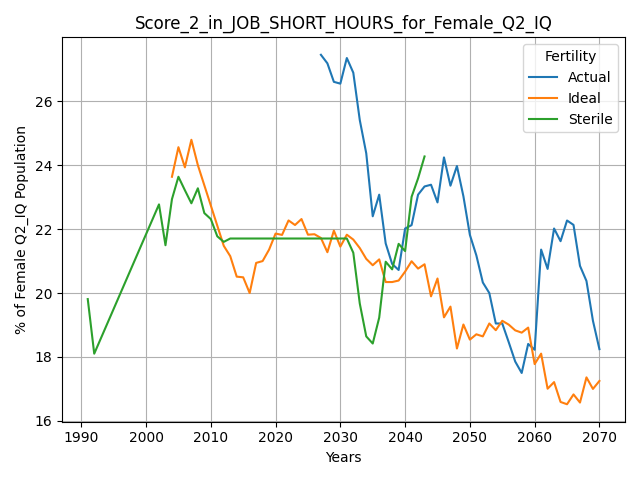 Score_2_in_JOB_SHORT_HOURS_for_Female_Q2_IQ
Fertility
Actual
Ideal
Sterile
% of Female Q2_IQ Population
26
24
22
20
18
16
1990 2000 2010 2020 2030 2040 2050 2060 2070
Years